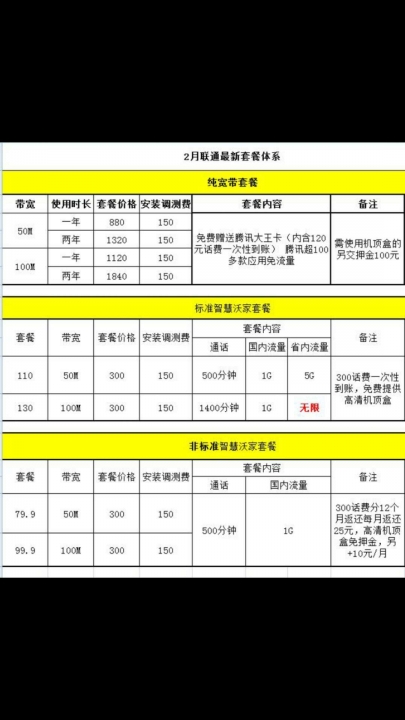 2月联通最新套餐体系
纯宽带套餐
带宽 使用时长 套餐价格 安装调测费 套餐内容 备注
50M 一年 880 150 免费赠送腾讯大王卡（内含120元话费一次性到账） 腾讯超100多款应用免流量 需使用机顶盒的另交押金100元
两年 1320 150
100M 一年 1120 150
两年 1840 150
标准智慧沃家套餐
套餐 带宽 套餐价格 安装调测费 套餐内容 备注
通话 国内流量 省内流量
110 50M 300 150 500分钟 1G 5G 300话费一次性到账，免费提供高清机顶盒
130 100M 300 150 1400分钟 1G 无限
非标准智慧沃家套餐
套餐 带宽 套餐价格 安装调测费 套餐内容 备注
通话 国内流量
79.9 50M 300 150 500分钟 1G 300话费分12个月返还每月返还25元，高清机顶盒免押金，另+10元/月
99.9 100M 300 150